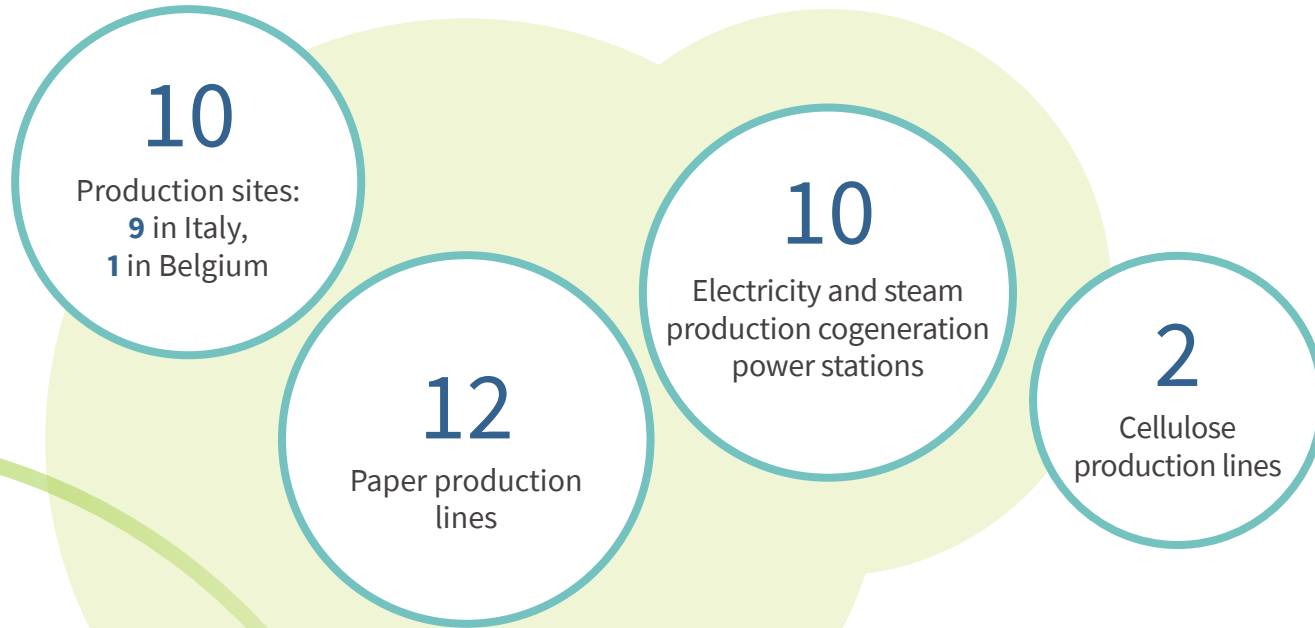 10
Production sites:
9 in Italy,
1 in Belgium
12
Paper production
lines
10
Electricity and steam
production cogeneration
power stations
2
Cellulose
production lines